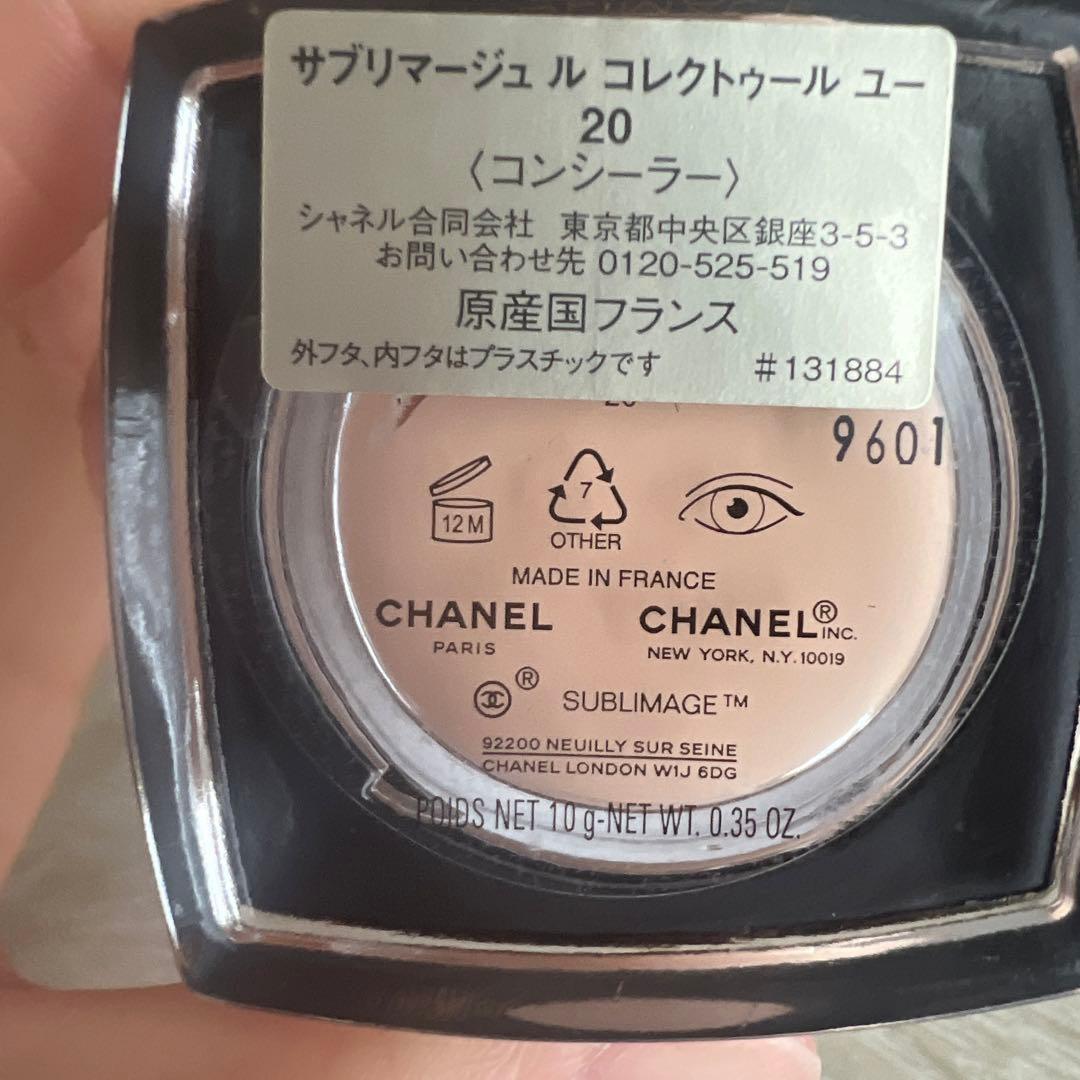 サブリマージュ ル コレクトゥール ユー
20
〈コンシーラー〉
シャネル合同会社 東京都中央区銀座3-5-3
お問い合わせ先 0120-525-519
原産国フランス
外フタ、内フタはプラスチックです #131884
9601
12 M
7
OTHER
MADE IN FRANCE
CHANEL
PARIS
CHANEL® INC.
NEW YORK, N.Y. 10019
® SUBLIMAGE™
92200 NEUILLY SUR SEINE
CHANEL LONDON W1J 6DG
POIDS NET 10 g-NET WT. 0.35 OZ.